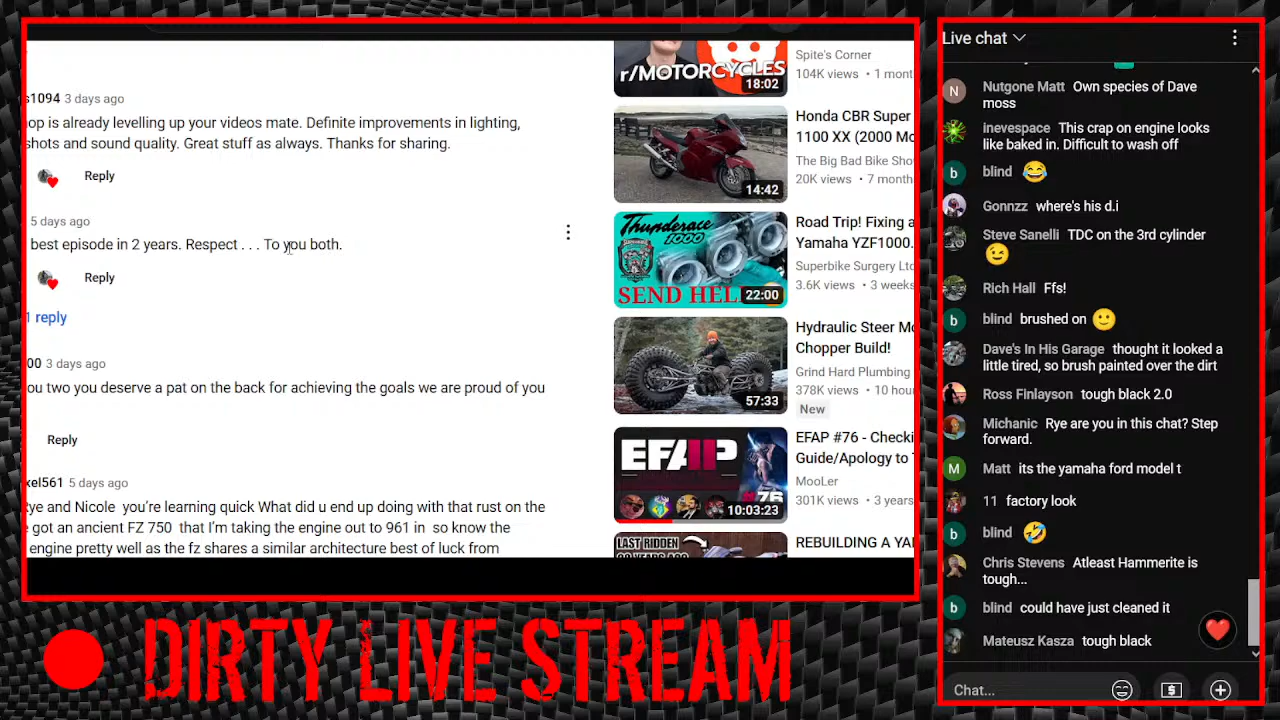 s1094 3 days ago
op is already levelling up your videos mate. Definite improvements in lighting,
shots and sound quality. Great stuff as always. Thanks for sharing.
Reply
5 days ago
best episode in 2 years. Respect . . . To you both.
Reply
1 reply
00 3 days ago
ou two you deserve a pat on the back for achieving the goals we are proud of you
Reply
xel561 5 days ago
Rye and Nicole you're learning quick What did u end up doing with that rust on the
got an ancient FZ 750 that I'm taking the engine out to 961 in so know the
engine pretty well as the fz shares a similar architecture best of luck from
r/MOTORCYCLES
18:02
Spite's Corner
104K views • 1 mont
14:42
Honda CBR Super
1100 XX (2000 Mo
The Big Bad Bike Sho
20K views • 7 month
Thunderace
1000
SEND HEL
22:00
Road Trip! Fixing a
Yamaha YZF1000.
Superbike Surgery Ltd
3.6K views • 3 weeks
57:33
Hydraulic Steer Mo
Chopper Build!
Grind Hard Plumbing
378K views • 10 hour
New
EFAP
#76
10:03:23
EFAP #76 - Checki
Guide/Apology to
MooLer
301K views • 3 years
LAST RIDDEN
REBUILDING A YA
DIRTY LIVE STREAM
Live chat
N
Nutgone Matt Own species of Dave
moss
inevespace This crap on engine looks
like baked in. Difficult to wash off
b
blind 😂
Gonnzz where's his d.i
Steve Sanelli TDC on the 3rd cylinder
😉
Rich Hall Ffs!
b
blind brushed on 🙂
Dave's In His Garage thought it looked a
little tired, so brush painted over the dirt
Ross Finlayson tough black 2.0
Michanic Rye are you in this chat? Step
forward.
M
Matt its the yamaha ford model t
11 factory look
b
blind 🤣
Chris Stevens Atleast Hammerite is
tough...
b
blind could have just cleaned it
Mateusz Kasza tough black
Chat...